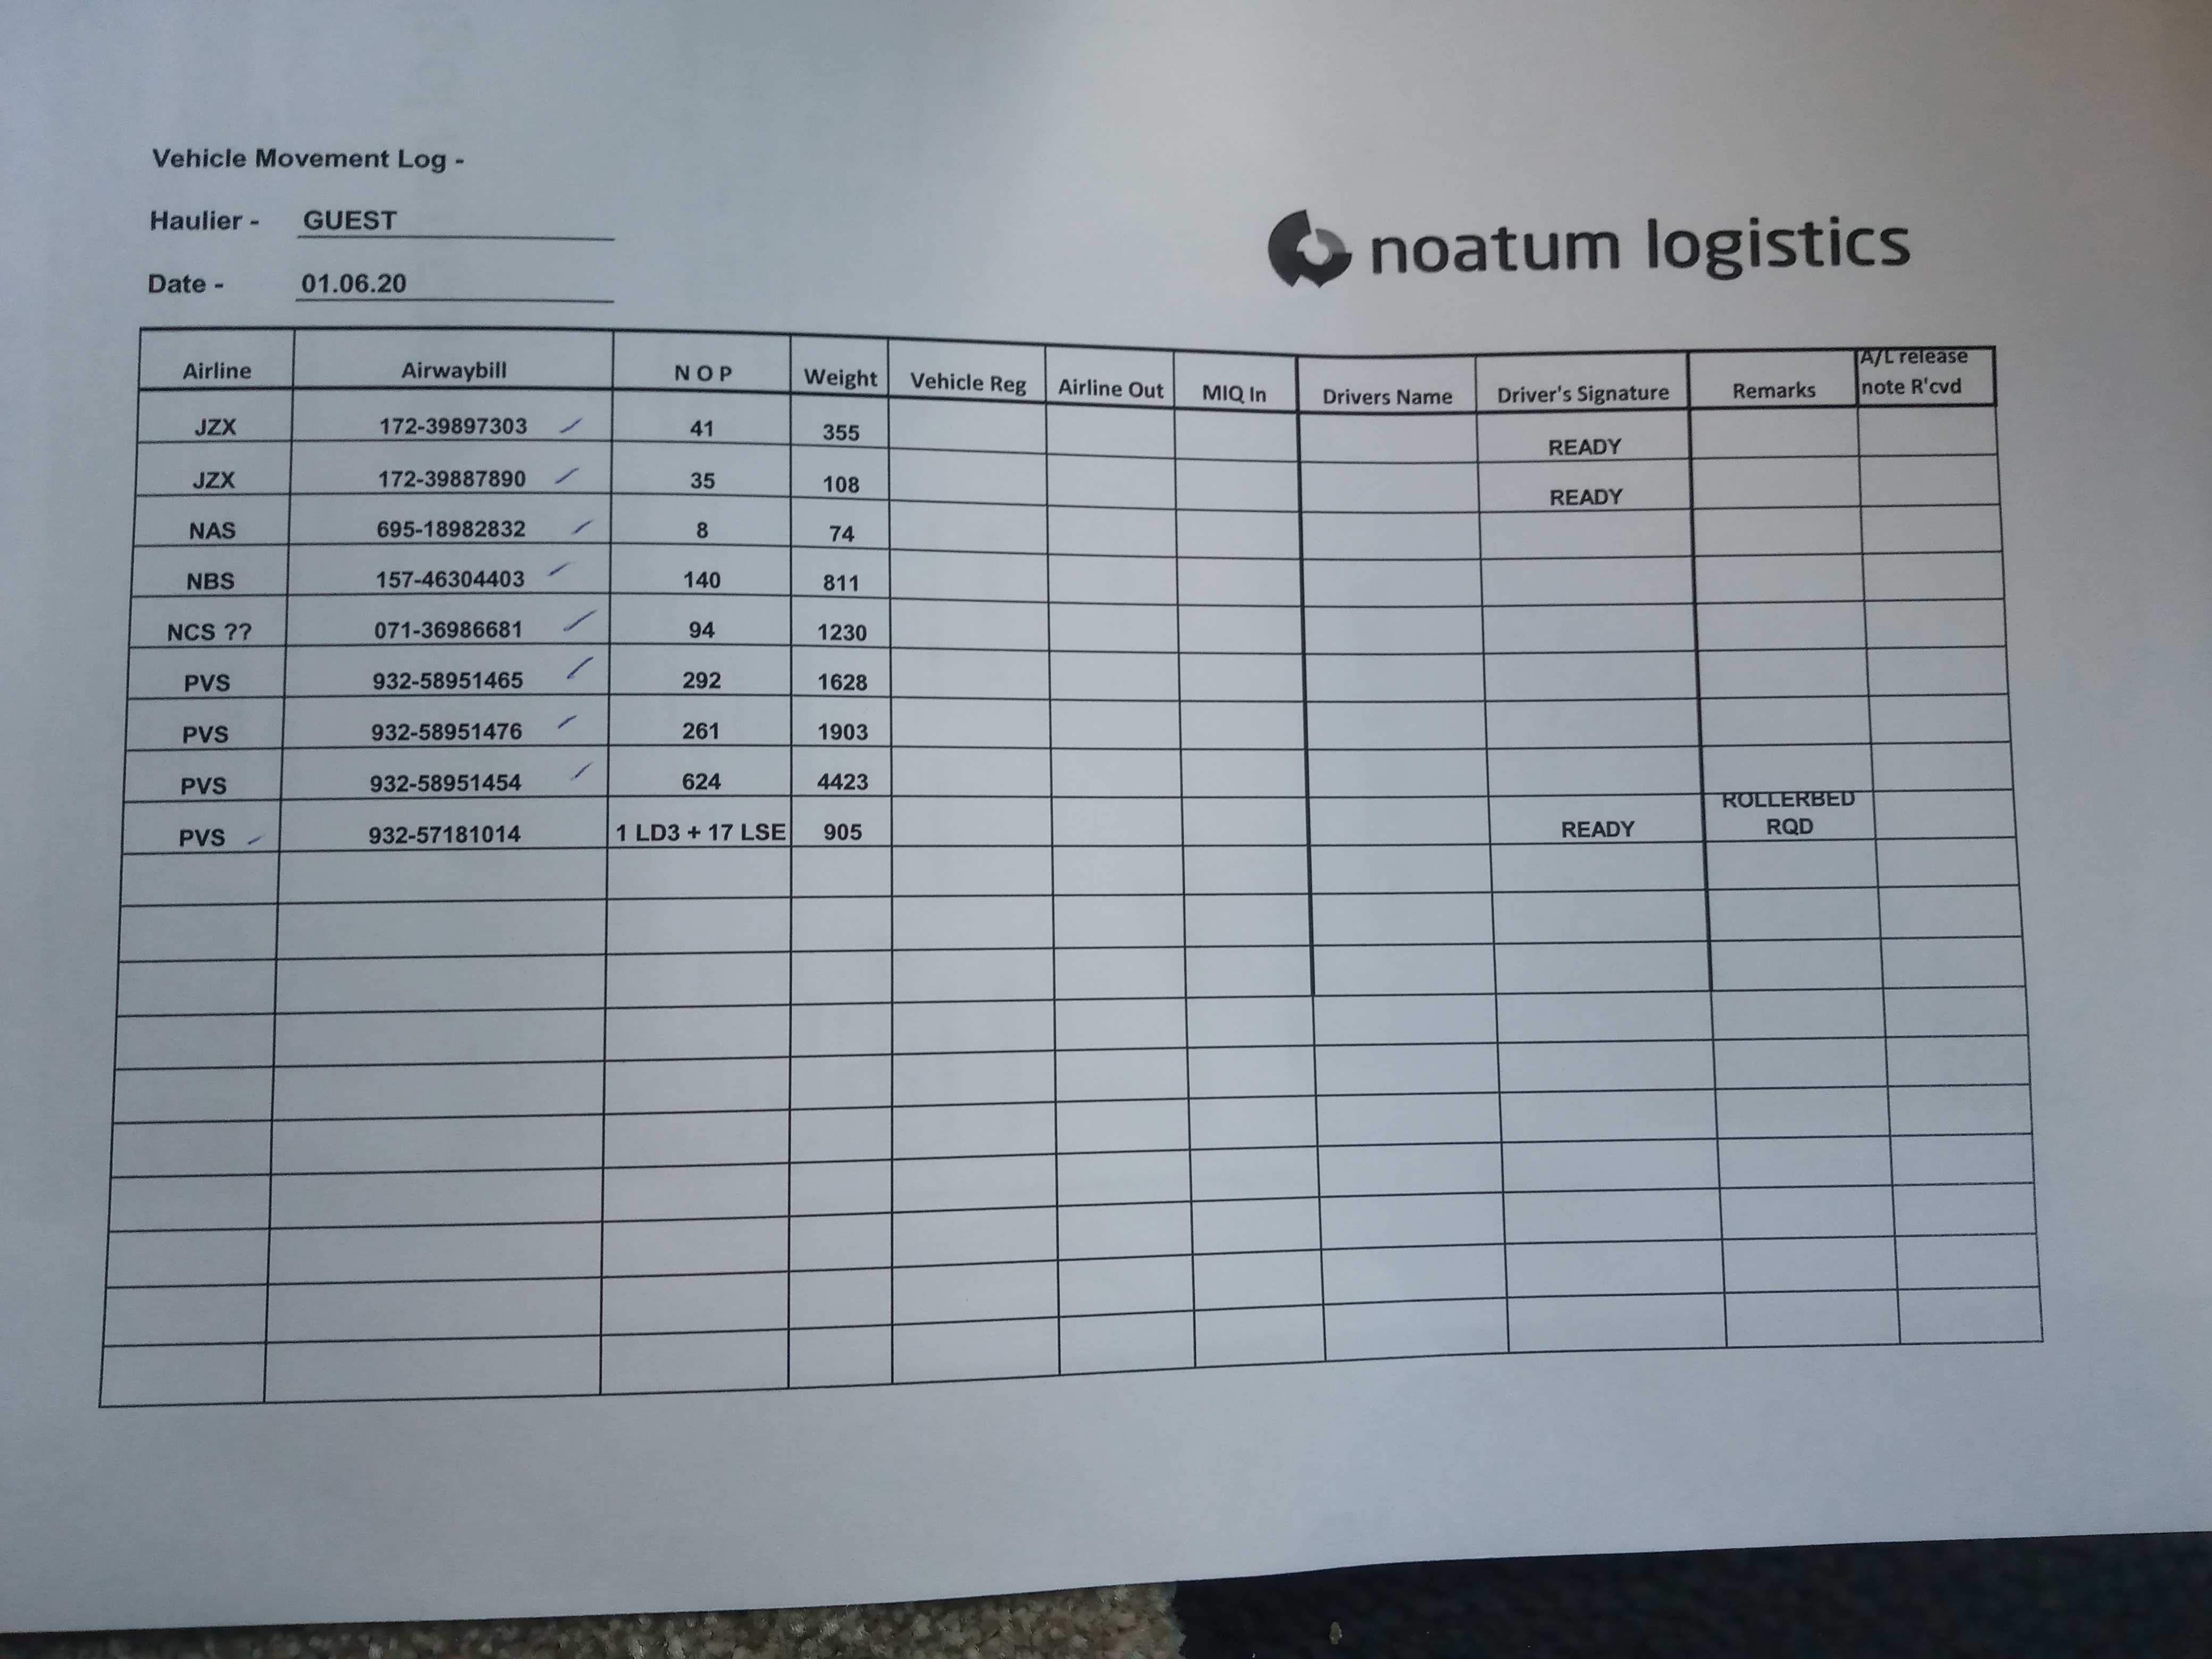 Vehicle Movement Log -
Haulier - GUEST
noatum logistics
Date - 01.06.20
Airline Airwaybill N O P Weight Vehicle Reg Airline Out MIQ In Drivers Name Driver's Signature Remarks A/L release note R'cvd
JZX 172-39897303 41 355 READY
JZX 172-39887890 35 108 READY
NAS 695-18982832 8 74
NBS 157-46304403 140 811
NCS ?? 071-36986681 94 1230
PVS 932-58951465 292 1628
PVS 932-58951476 261 1903
PVS 932-58951454 624 4423
PVS 932-57181014 1 LD3 + 17 LSE 905 READY ROLLERBED RQD